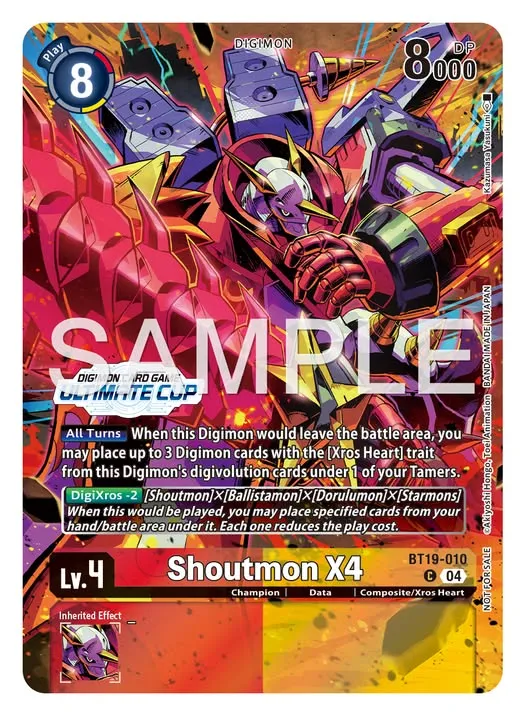 Play
8
DIGIMON
DP
8000
Kazumasa Yasukuni
SAMPLE
DIGIMON CARD GAME
ULTIMATE CUP
All Turns When this Digimon would leave the battle area, you
may place up to 3 Digimon cards with the [Xros Heart] trait
from this Digimon's digivolution cards under 1 of your Tamers.
DigiXros -2 [Shoutmon]×[Ballistamon]×[Dorulumon]×[Starmons]
When this would be played, you may place specified cards from your
hand/battle area under it. Each one reduces the play cost.
©Akiyoshi Hongo, Toei Animation · BANDAI MADE IN JAPAN
NOT FOR SALE
Lv.4
Shoutmon X4
BT19-010
C 04
Champion
Data
Composite/Xros Heart
Inherited Effect
–